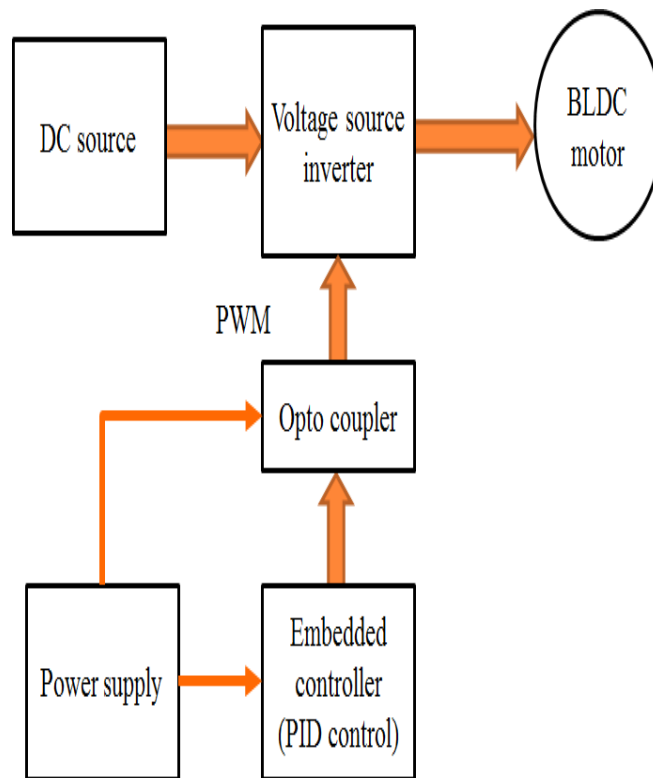 DC source
Voltage source
inverter
BLDC
motor
PWM
Opto coupler
Power supply
Embedded
controller
(PID control)